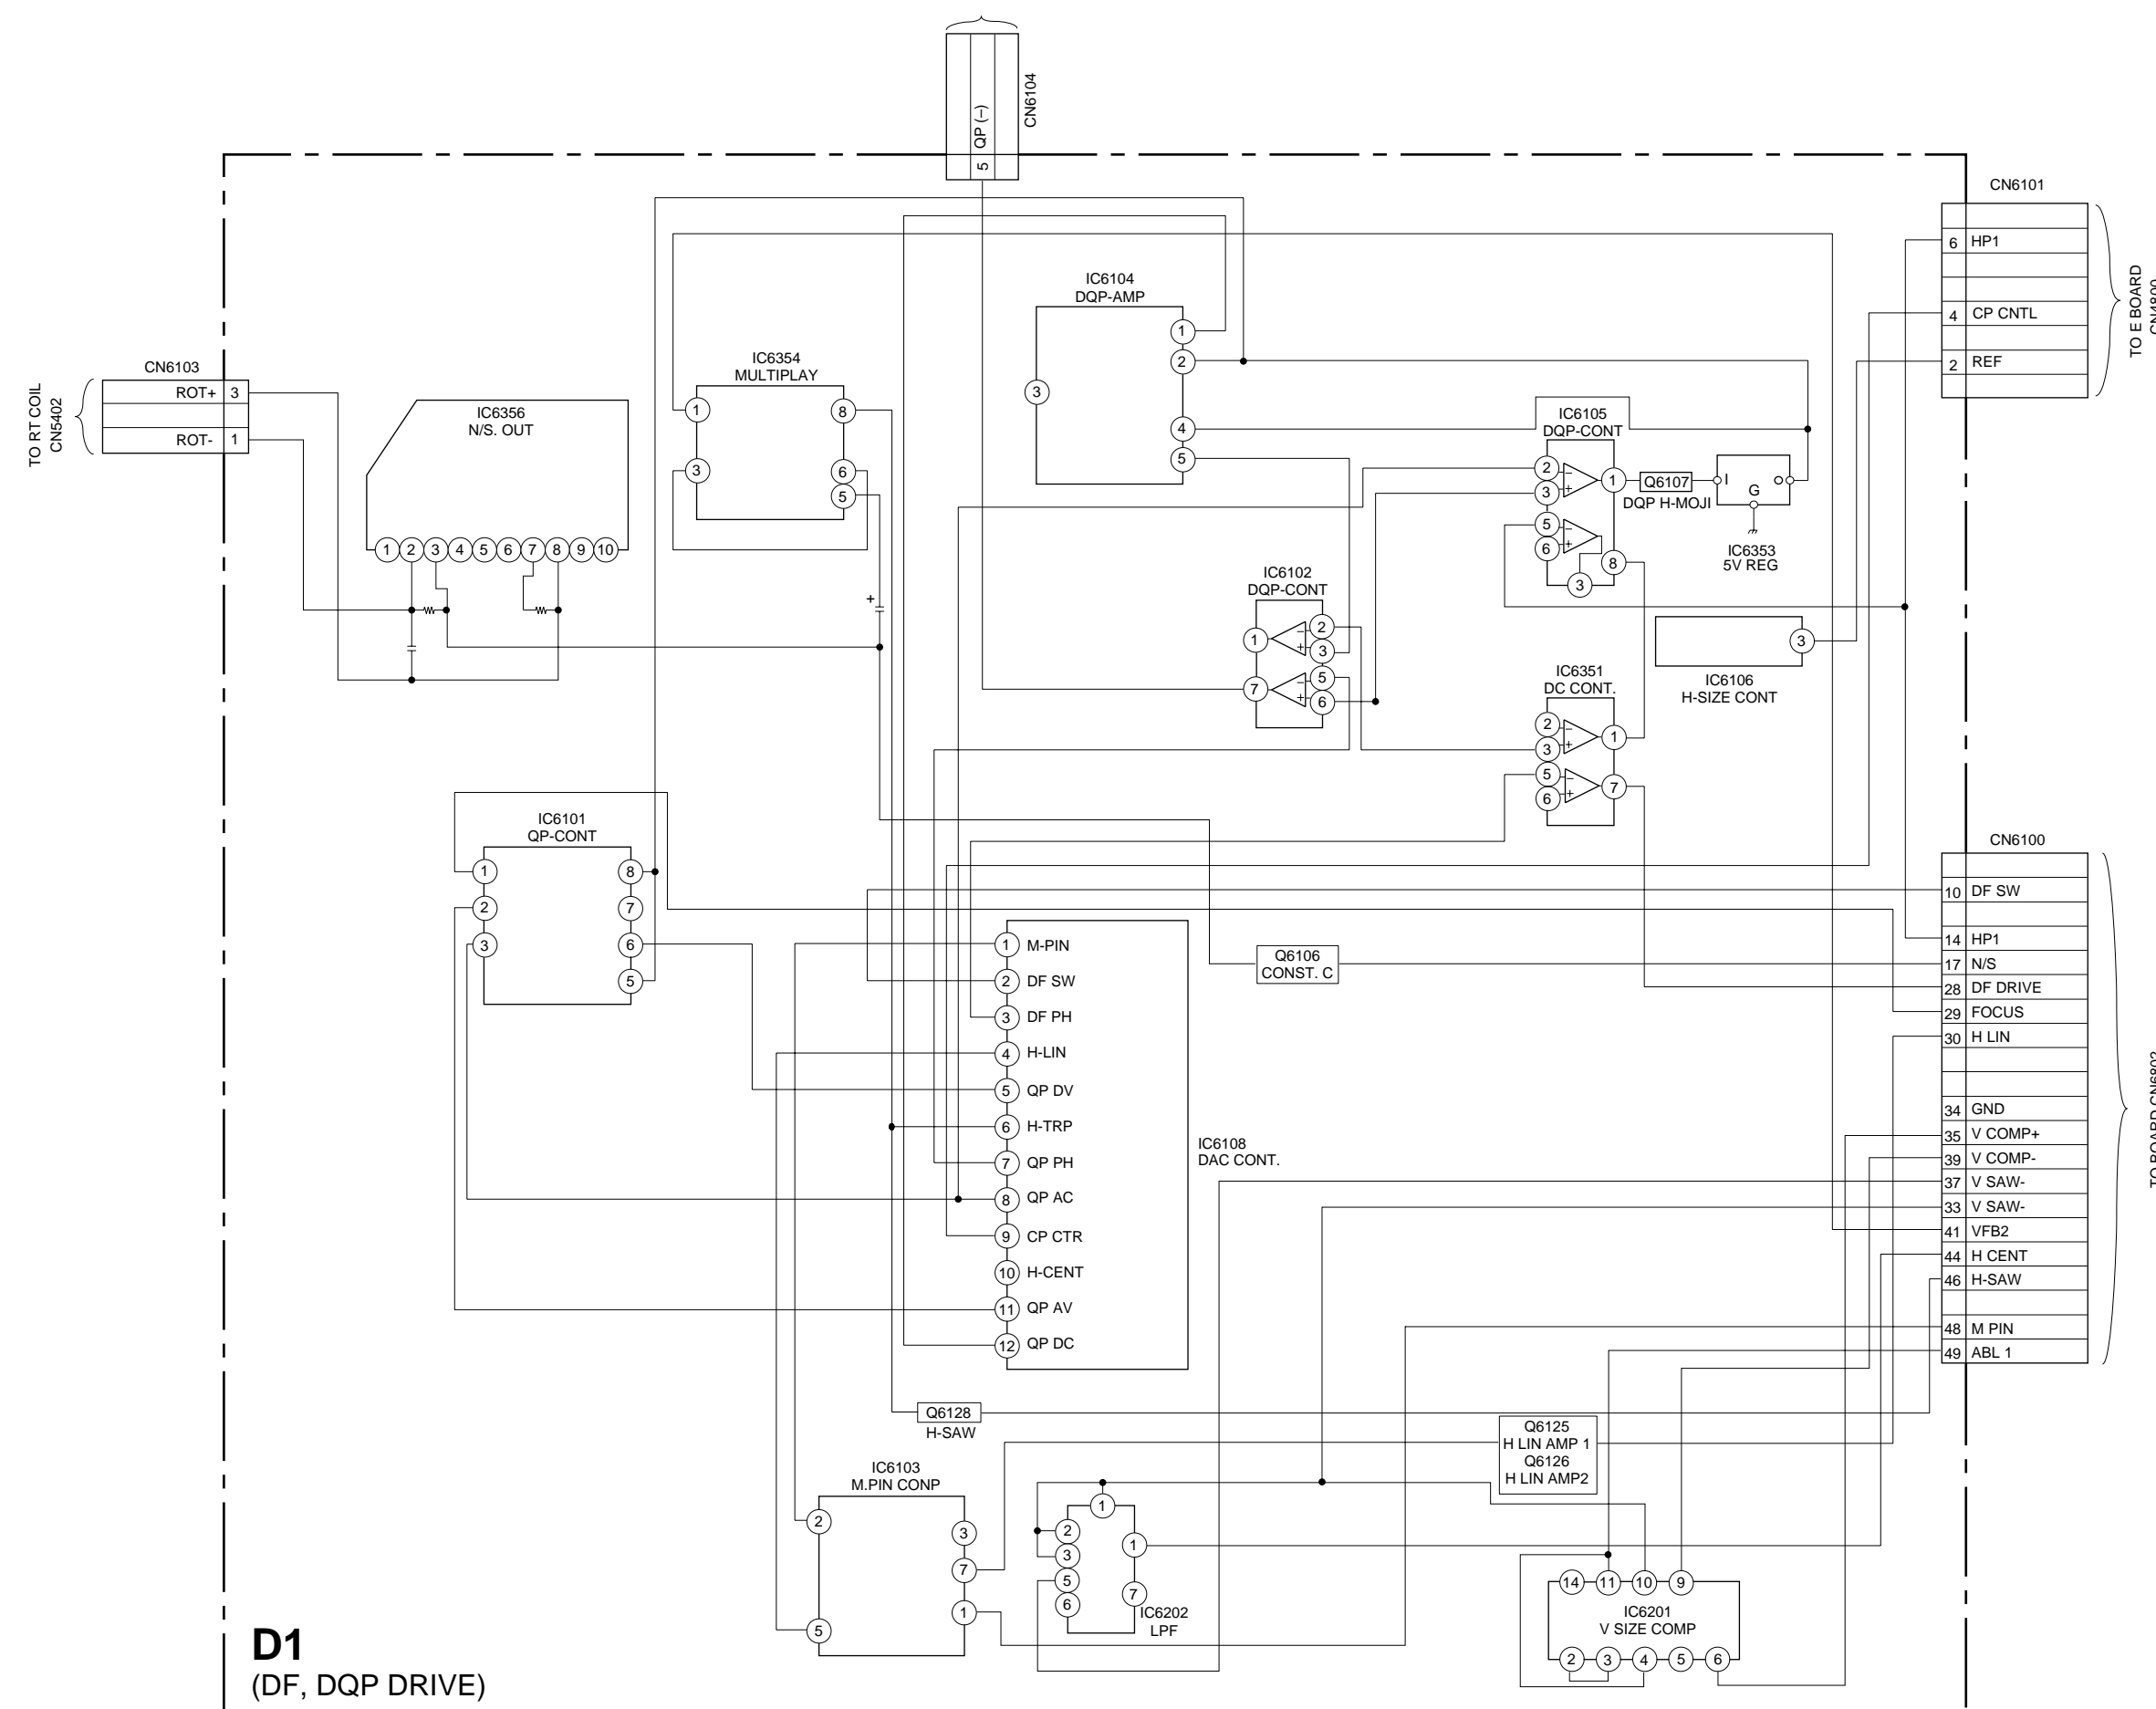 CN6104
QP (–)
5
CN6101
6 HP1
4 CP CNTL
2 REF
TO E BOARD
CN4800
TO RT COIL
CN5402
CN6103
ROT+ 3
ROT- 1
IC6356
N/S. OUT
1 2 3 4 5 6 7 8 9 10
IC6354
MULTIPLAY
1 8
3 6
5
+
IC6104
DQP-AMP
1
2
3
4
5
IC6105
DQP-CONT
2 – 1
3 +
5 –
6 +
8
3
Q6107
DQP H-MOJI
I O
G
IC6353
5V REG
IC6102
DQP-CONT
1 – 2
+ 3
7 – 5
+ 6
3
IC6106
H-SIZE CONT
IC6351
DC CONT.
2 – 1
3 +
5 – 7
6 +
IC6101
QP-CONT
1 8
2 7
3 6
5
1 M-PIN
2 DF SW
3 DF PH
4 H-LIN
5 QP DV
6 H-TRP
7 QP PH
8 QP AC
9 CP CTR
10 H-CENT
11 QP AV
12 QP DC
IC6108
DAC CONT.
Q6106
CONST. C
CN6100
10 DF SW
14 HP1
17 N/S
28 DF DRIVE
29 FOCUS
30 H LIN
34 GND
35 V COMP+
39 V COMP-
37 V SAW-
33 V SAW-
41 VFB2
44 H CENT
46 H-SAW
48 M PIN
49 ABL 1
TO BOARD CN6802
Q6128
H-SAW
Q6125
H LIN AMP 1
Q6126
H LIN AMP2
IC6103
M.PIN CONP
2 3
7
1
5
1
2
3 1
5
6 7
IC6202
LPF
14 11 10 9
IC6201
V SIZE COMP
2 3 4 5 6
D1
(DF, DQP DRIVE)